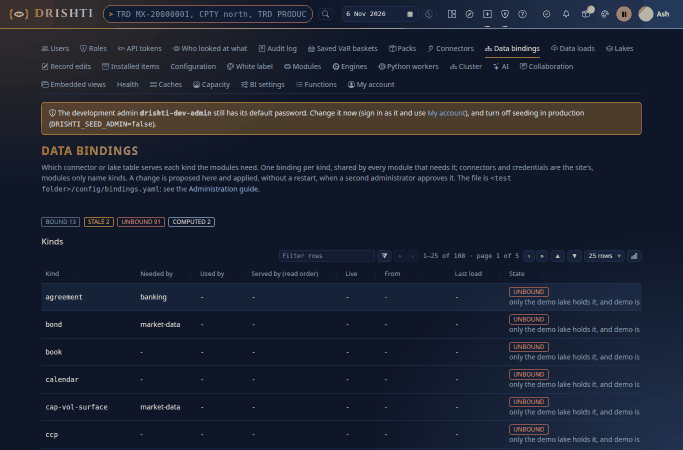 DRISHTI
> TRD MX-20000001, CPTY north, TRD PRODUC
6 Nov 2026
Ash
Users
Roles
API tokens
Who looked at what
Audit log
Saved VaR baskets
Packs
Connectors
Data bindings
Data loads
Lakes
Record edits
Installed items
Configuration
White label
Modules
Engines
Python workers
Cluster
AI
Collaboration
Embedded views
Health
Caches
Capacity
BI settings
Functions
My account
The development admin drishti-dev-admin still has its default password. Change it now (sign in as it and use My account), and turn off seeding in production
(DRISHTI_SEED_ADMIN=false).
DATA BINDINGS
Which connector or lake table serves each kind the modules need. One binding per kind, shared by every module that needs it; connectors and credentials are the site's,
modules only name kinds. A change is proposed here and applied, without a restart, when a second administrator approves it. The file is <test
folder>/config/bindings.yaml; see the Administration guide.
BOUND 13
STALE 2
UNBOUND 91
COMPUTED 2
Kinds
Filter rows
« ‹ 1–25 of 108 · page 1 of 5 › »
25 rows
Kind Needed by Used by Served by (read order) Live From Last load State
agreement banking - - - - - UNBOUND
only the demo lake holds it, and demo is
bond market-data - - - - - UNBOUND
only the demo lake holds it, and demo is
book - - - - - - UNBOUND
only the demo lake holds it, and demo is
calendar - - - - - - UNBOUND
only the demo lake holds it, and demo is
cap-vol-surface market-data - - - - - UNBOUND
only the demo lake holds it, and demo is
ccp - - - - - - UNBOUND
only the demo lake holds it, and demo is